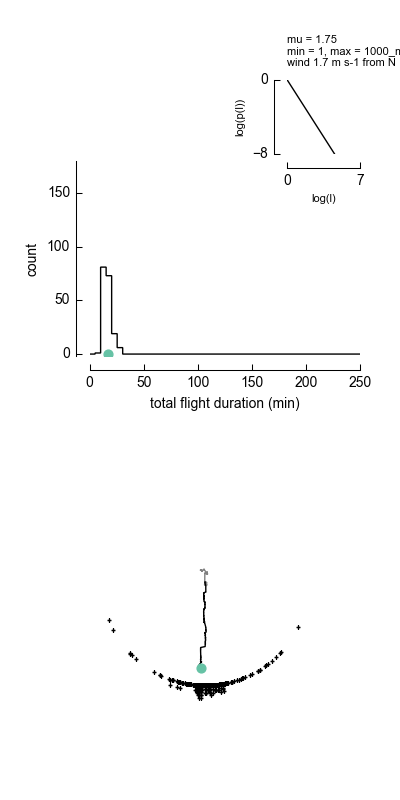 mu = 1.75
min = 1, max = 1000_m
wind 1.7 m s-1 from N
0
log(p(l))
−8
0 7
log(l)
150
100
count
50
0
0 50 100 150 200 250
total flight duration (min)